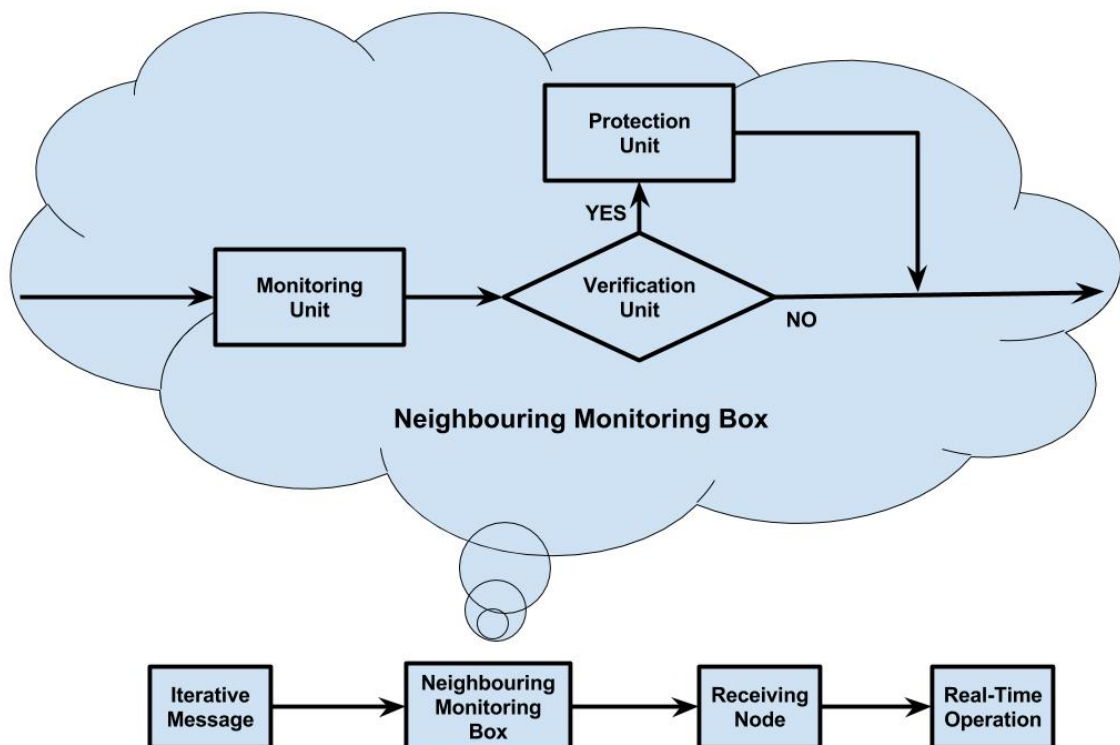 Protection
Unit
YES
Monitoring
Unit
Verification
Unit
NO
Neighbouring Monitoring Box
Iterative
Message
Neighbouring
Monitoring
Box
Receiving
Node
Real-Time
Operation